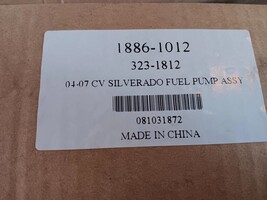 1886-1012
323-1812
04-07 CV SILVERADO FUEL PUMP ASSY
081031872
MADE IN CHINA